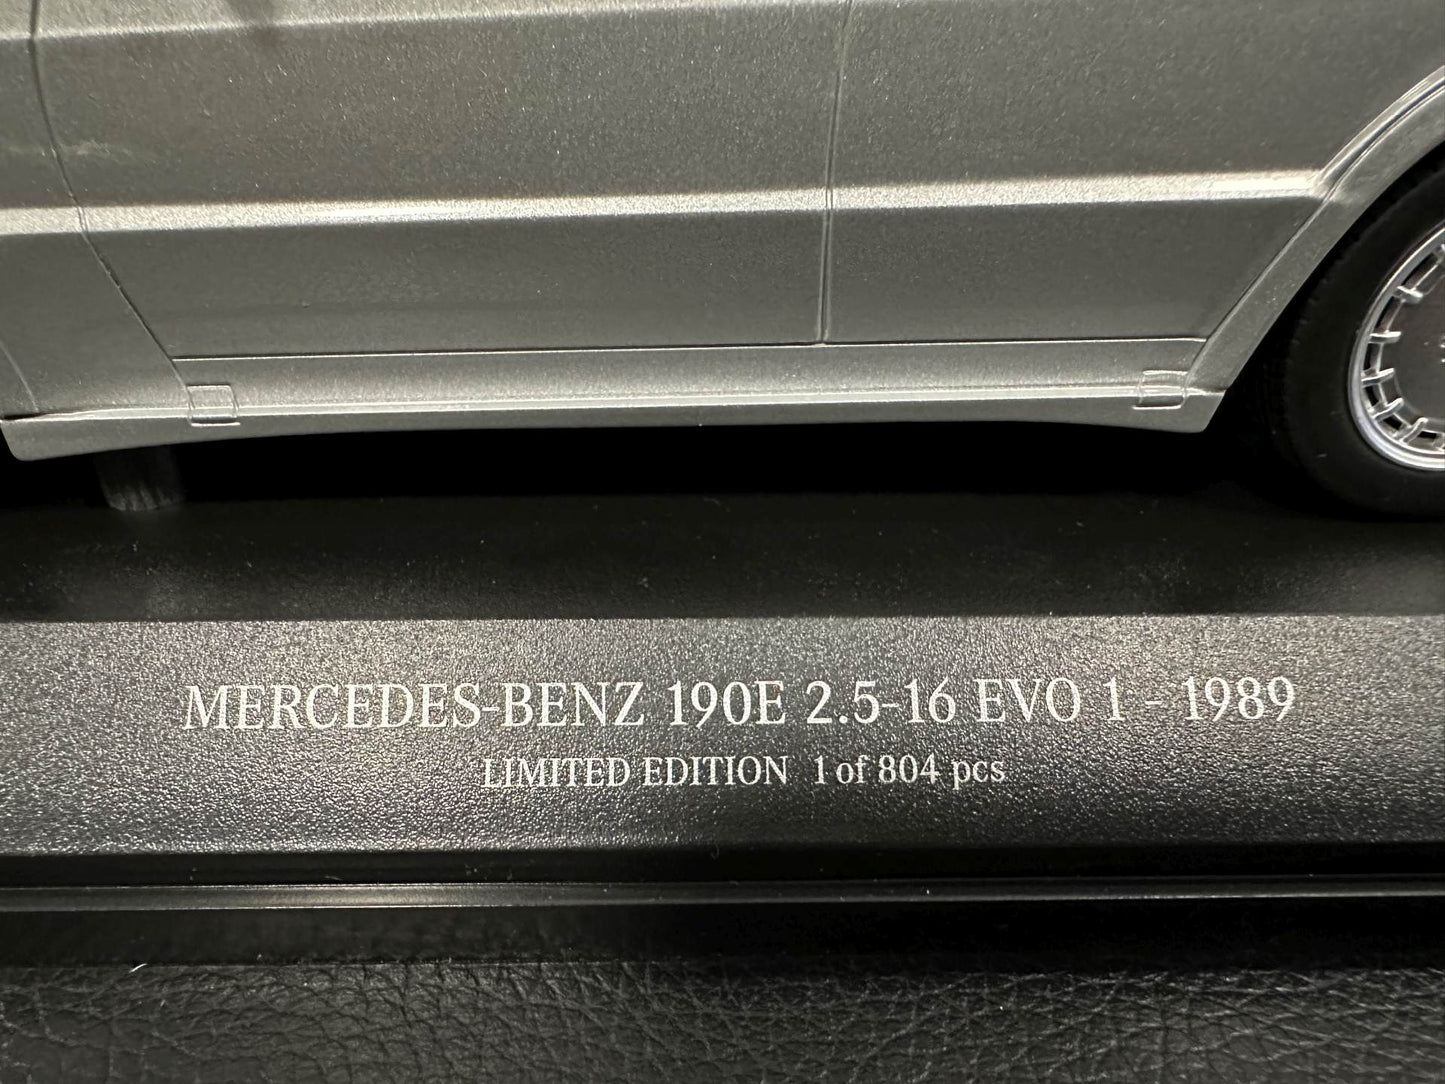 MERCEDES-BENZ 190E 2.5-16 EVO 1 - 1989
LIMITED EDITION 1 of 804 pcs